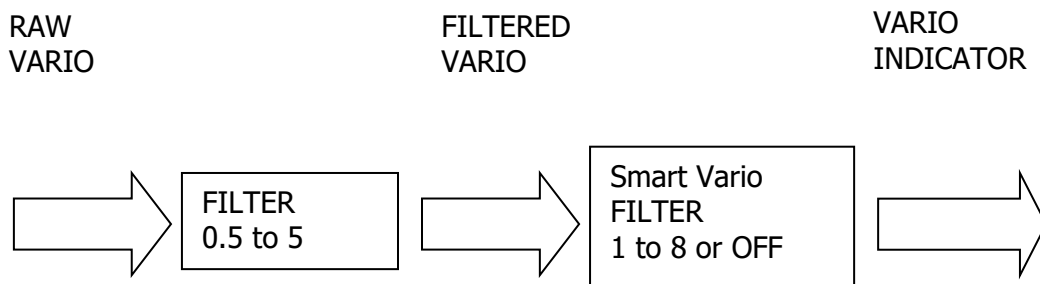 RAW
VARIO
FILTERED
VARIO
VARIO
INDICATOR
FILTER
0.5 to 5
Smart Vario
FILTER
1 to 8 or OFF